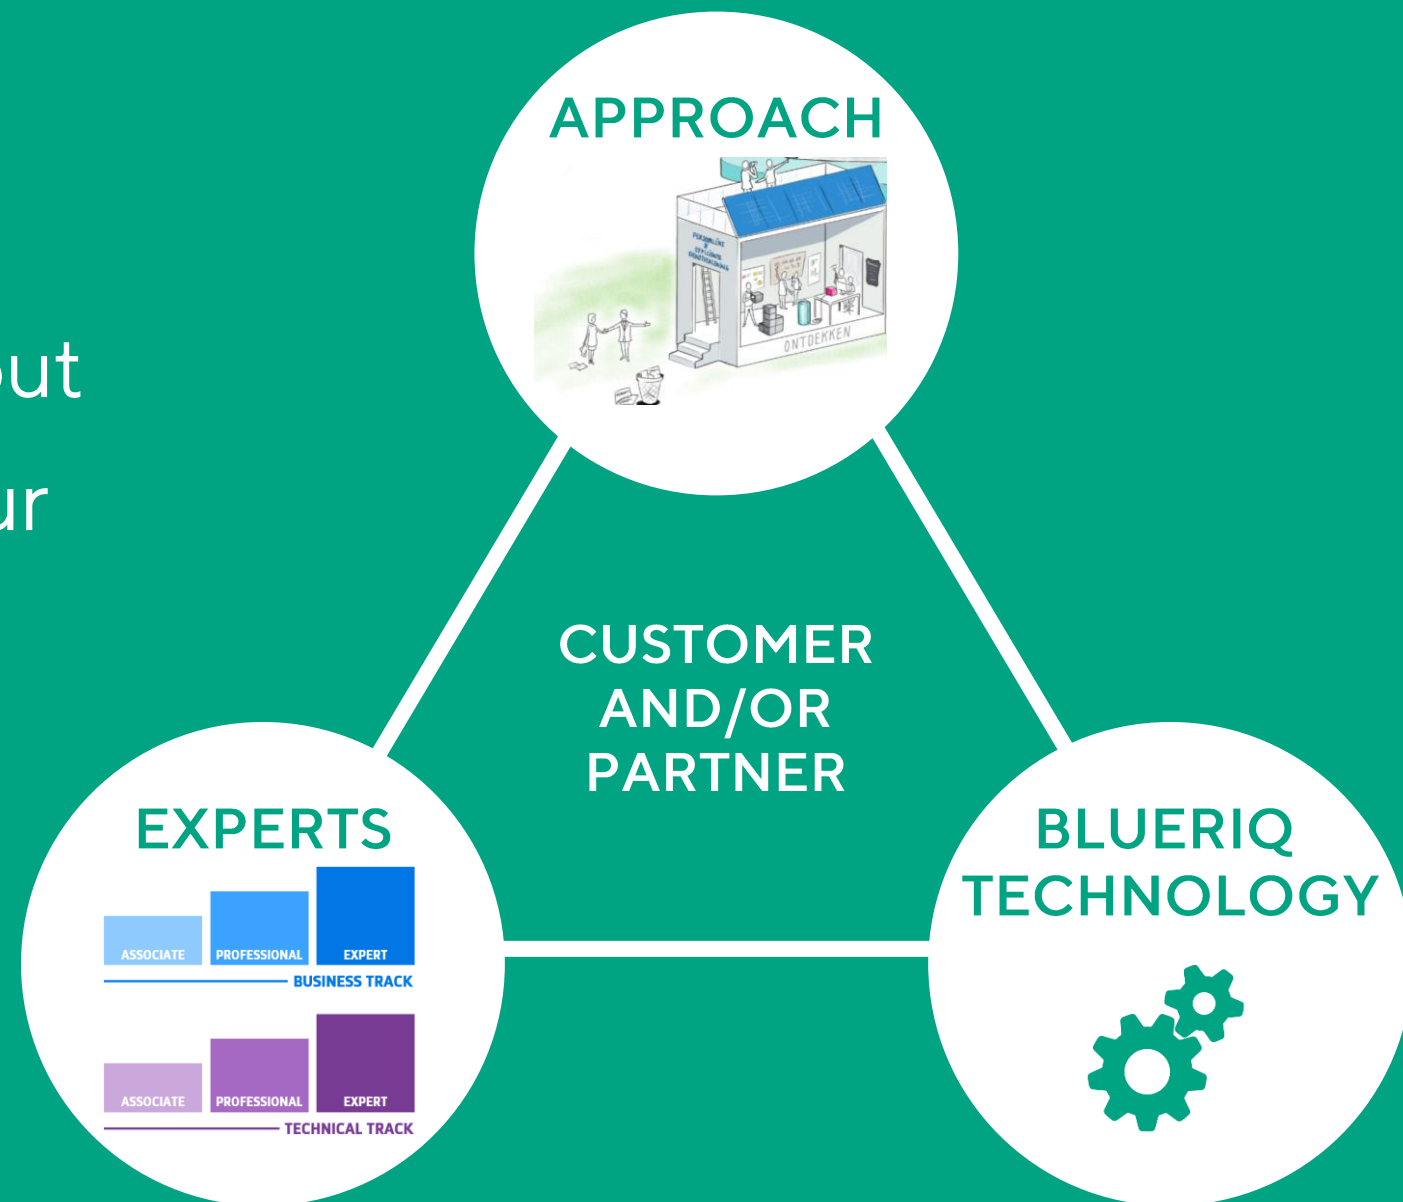 APPROACH
ONTDEKKEN
out
ur
CUSTOMER
AND/OR
PARTNER
EXPERTS
ASSOCIATE PROFESSIONAL EXPERT
BUSINESS TRACK
ASSOCIATE PROFESSIONAL EXPERT
TECHNICAL TRACK
BLUERIQ
TECHNOLOGY